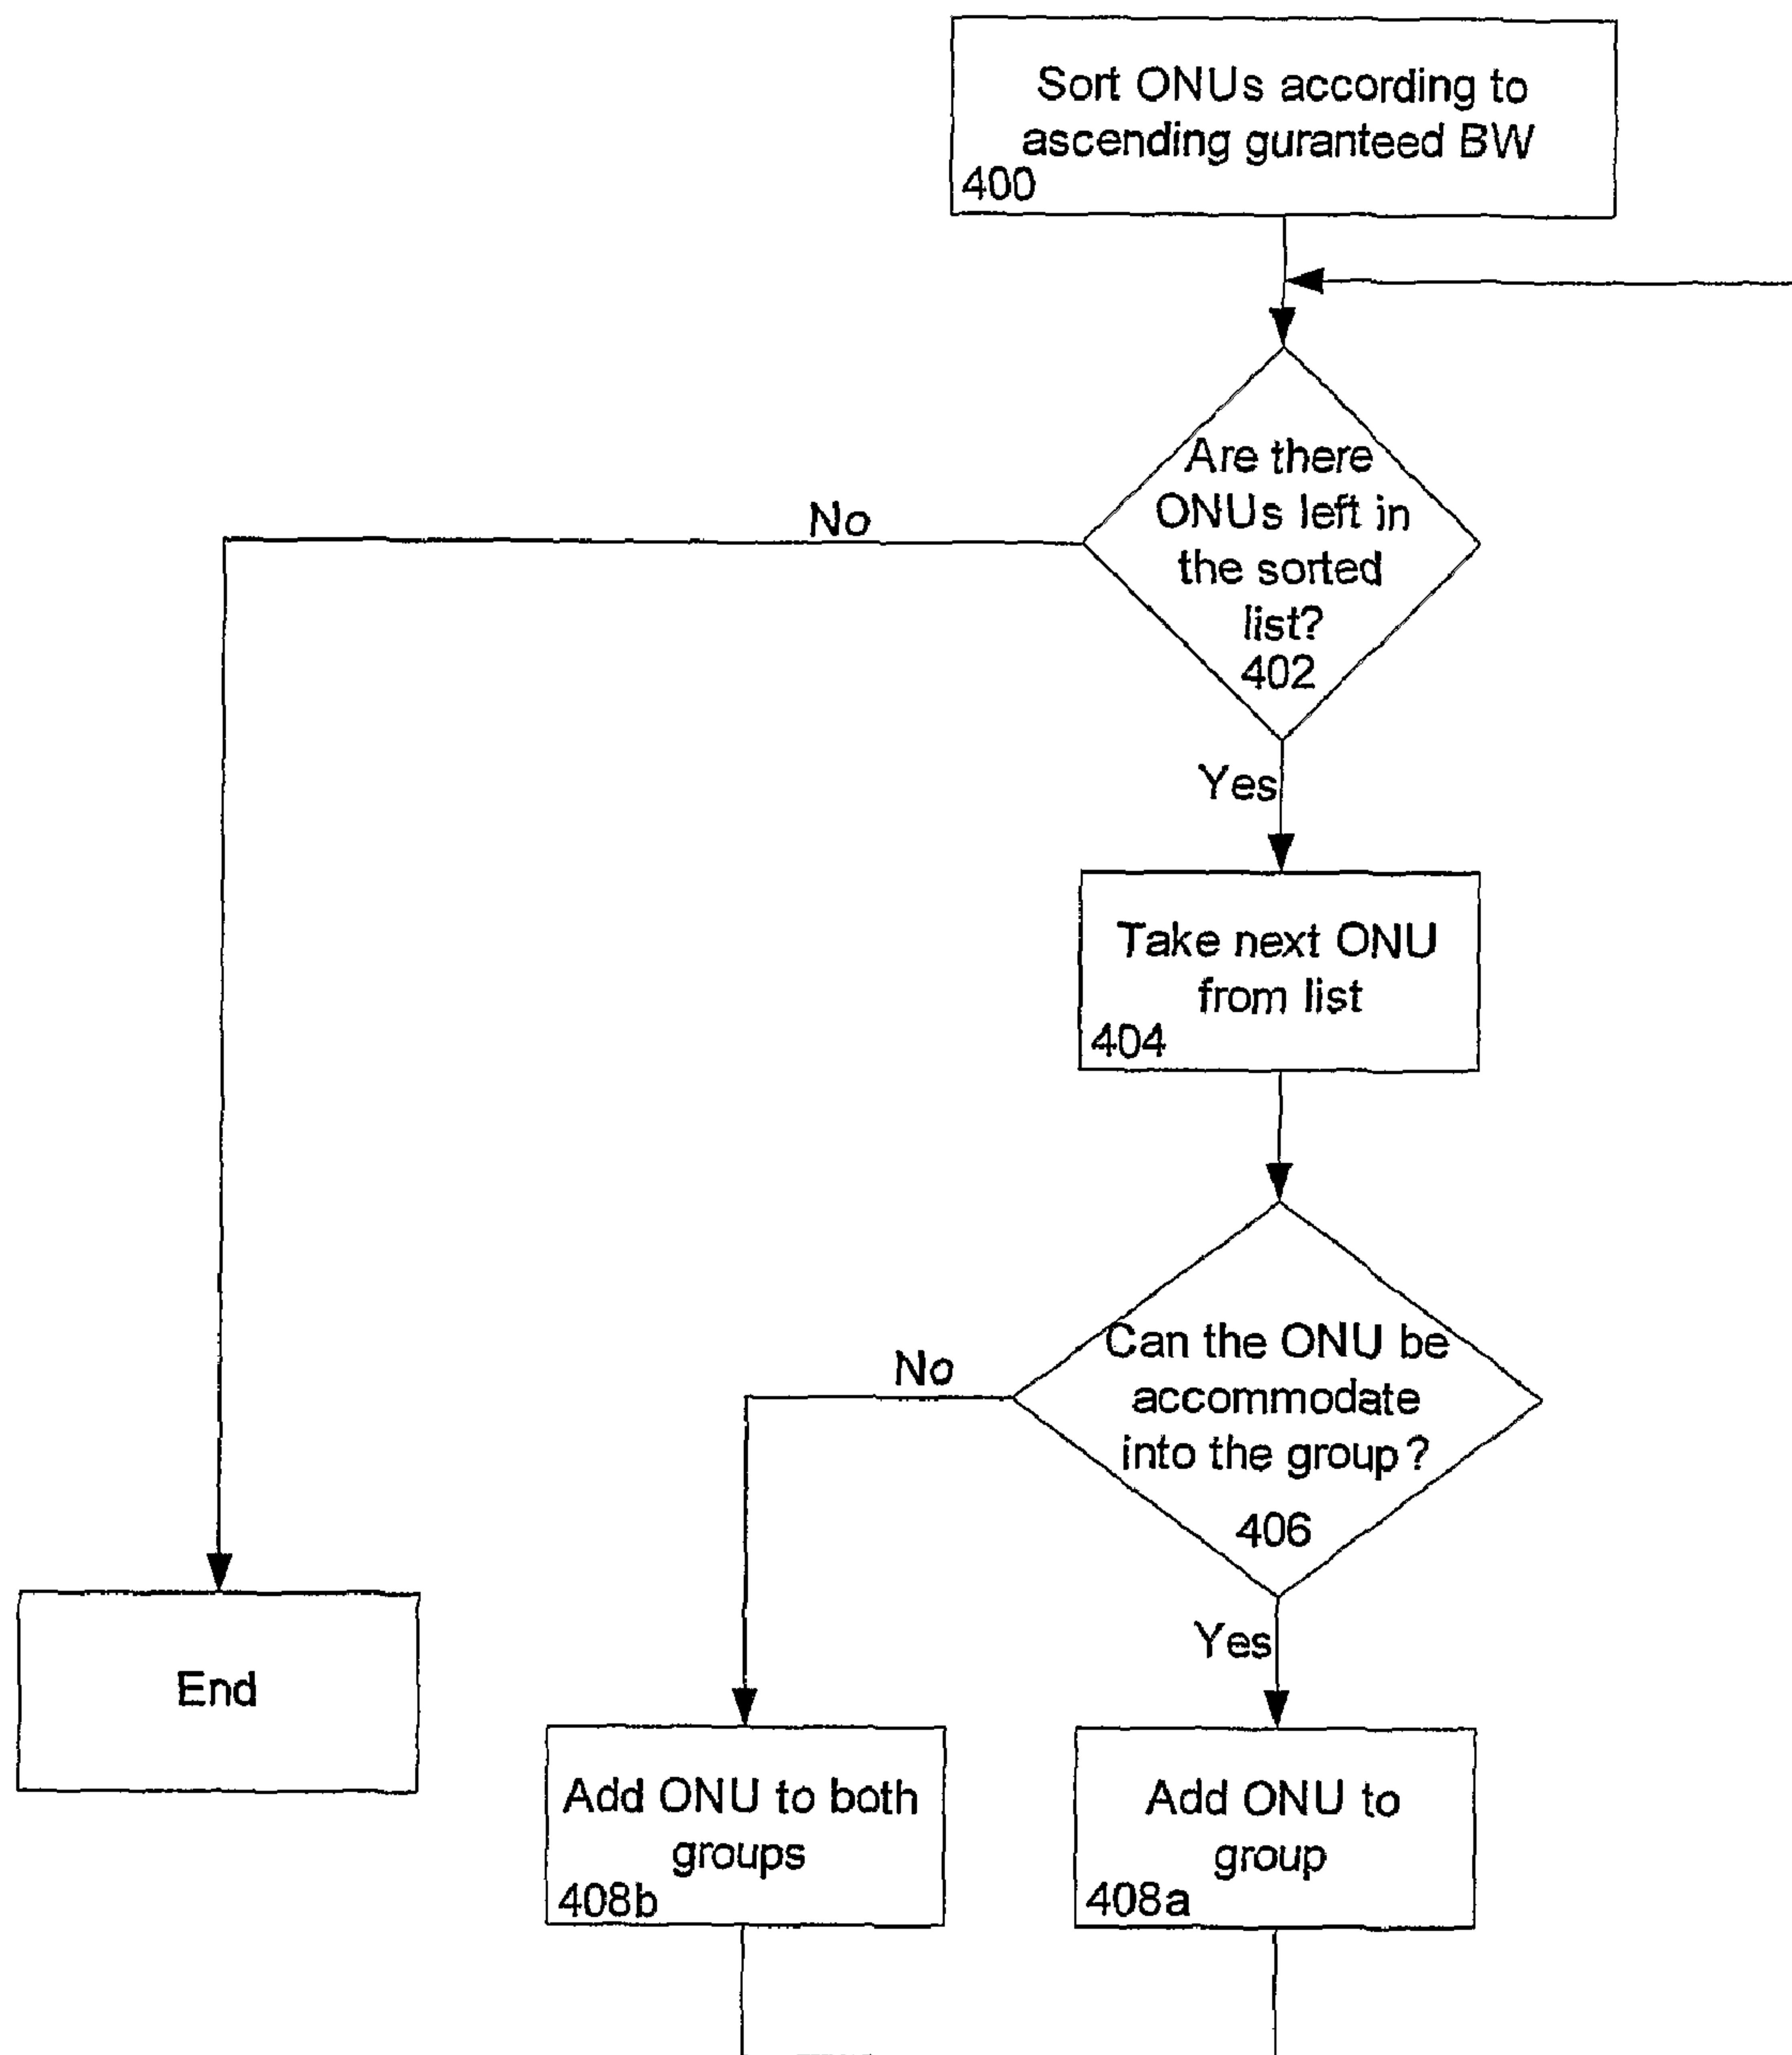 Sort ONUs according to
ascending guranteed BW
400
Are there
ONUs left in
the sorted
list?
402
No
Yes
Take next ONU
from list
404
Can the ONU be
accommodate
into the group?
406
No
Yes
End
Add ONU to both
groups
408b
Add ONU to
group
408a